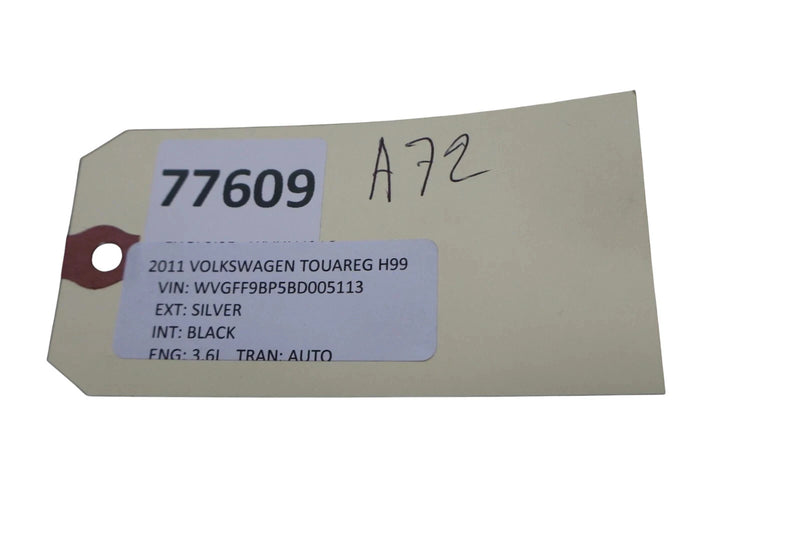 77609
A72
2011 VOLKSWAGEN TOUAREG H99
VIN: WVGFF9BP5BD005113
EXT: SILVER
INT: BLACK
ENG: 3.6L TRAN: AUTO